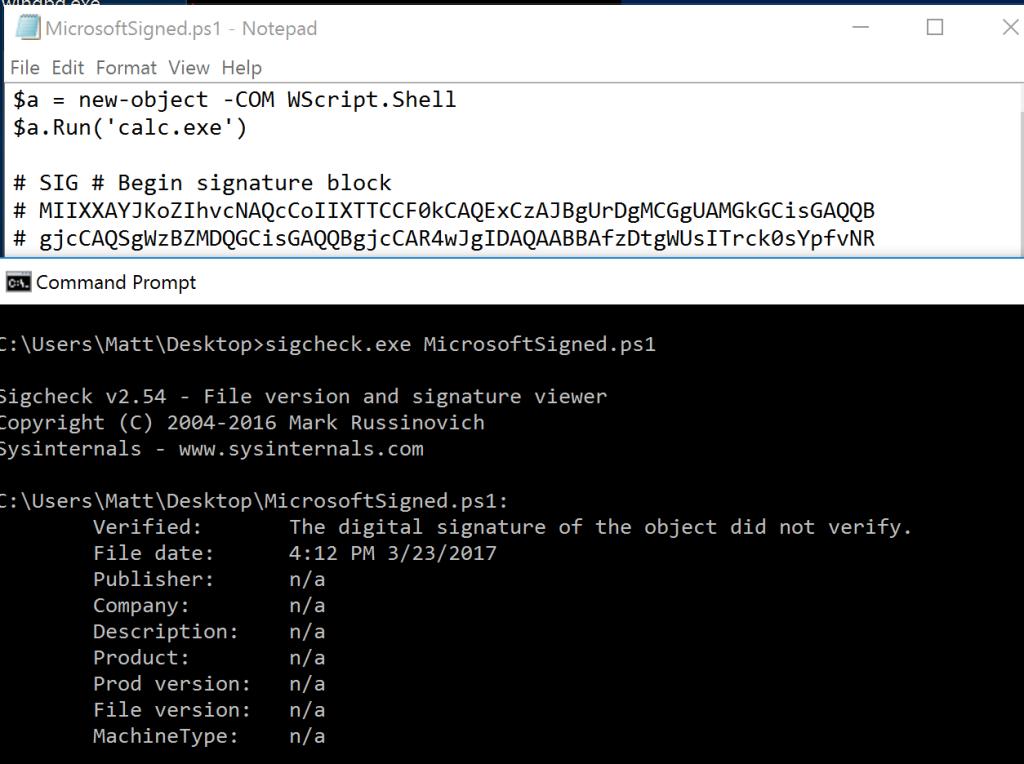 windbg.exe
MicrosoftSigned.ps1 - Notepad
File Edit Format View Help
$a = new-object -COM WScript.Shell
$a.Run('calc.exe')
# SIG # Begin signature block
# MIIXXAYJKoZIhvcNAQcCoIIXTTCCF0kCAQExCzAJBgUrDgMCGgUAMGkGCisGAQQB
# gjcCAQSgWzBZMDQGCisGAQQBgjcCAR4wJgIDAQAABBAfzDtgWUsITrck0sYpfvNR
Command Prompt
C:\Users\Matt\Desktop>sigcheck.exe MicrosoftSigned.ps1
Sigcheck v2.54 - File version and signature viewer
Copyright (C) 2004-2016 Mark Russinovich
Sysinternals - www.sysinternals.com
C:\Users\Matt\Desktop\MicrosoftSigned.ps1:
Verified: The digital signature of the object did not verify.
File date: 4:12 PM 3/23/2017
Publisher: n/a
Company: n/a
Description: n/a
Product: n/a
Prod version: n/a
File version: n/a
MachineType: n/a